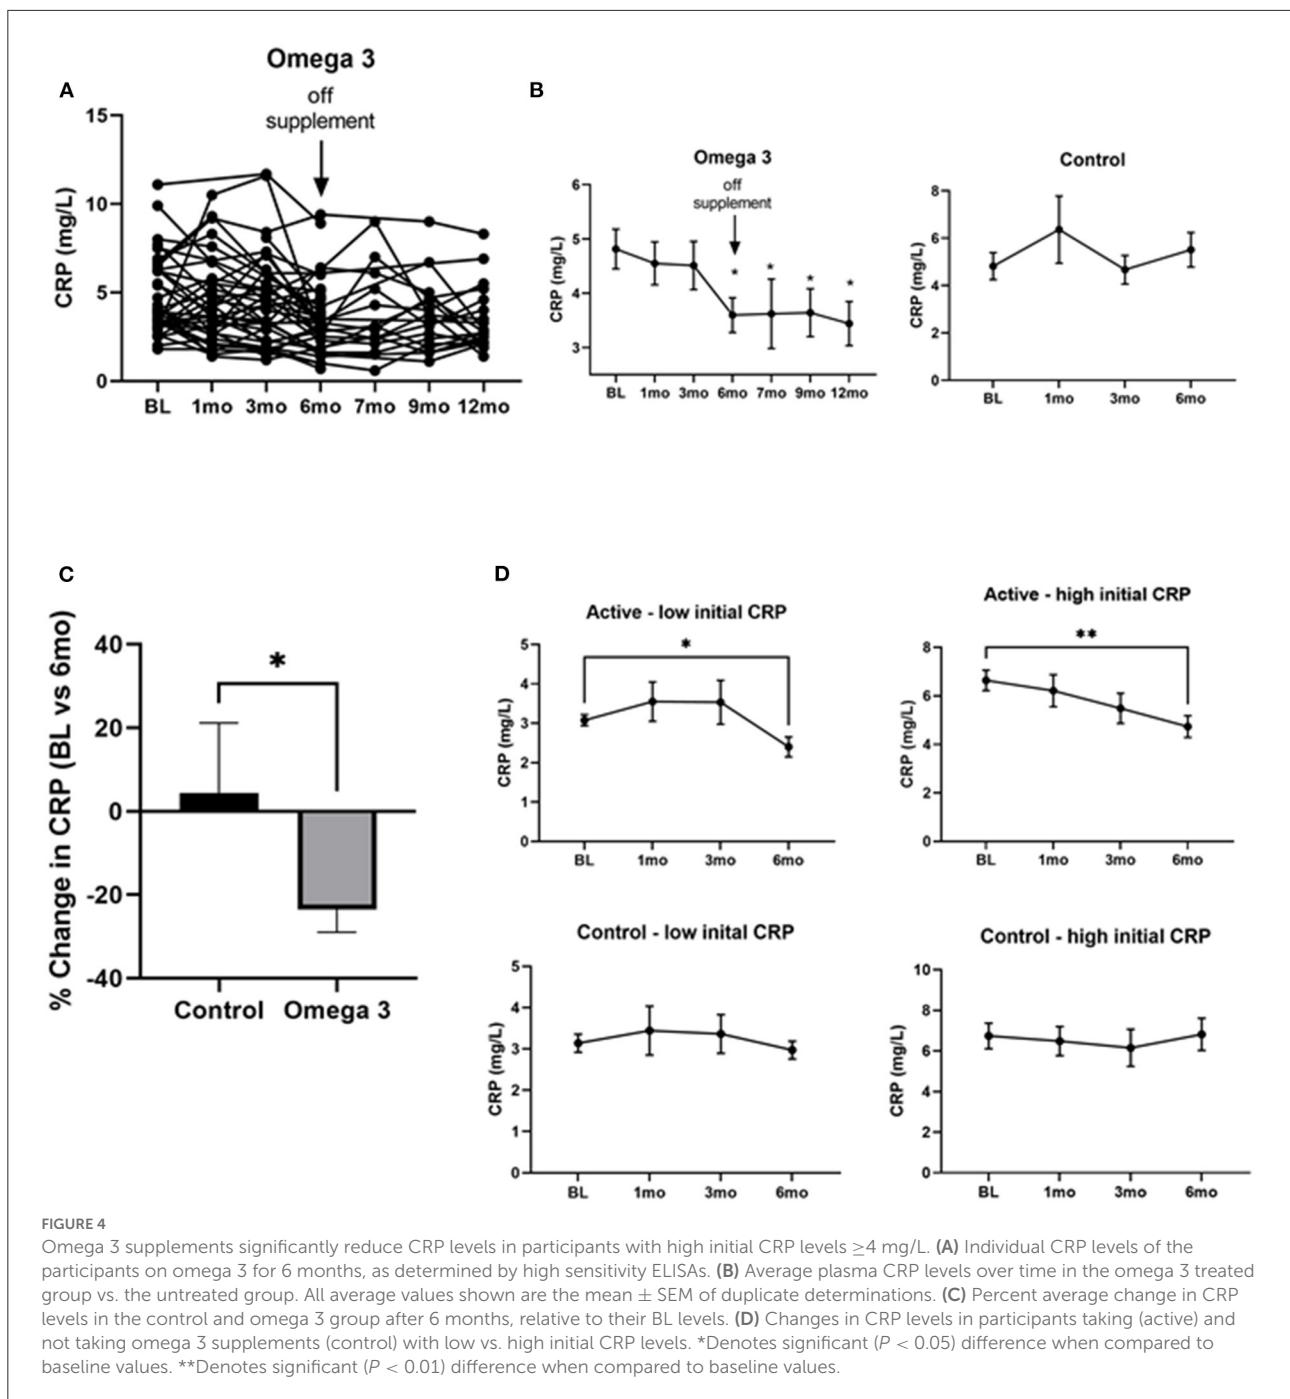 A
Omega 3
off
supplement
CRP (mg/L)
15
10
5
0
BL 1mo 3mo 6mo 7mo 9mo 12mo
B
Omega 3
off
supplement
CRP (mg/L)
6
5
4
3
* * * *
BL 1mo 3mo 6mo 7mo 9mo 12mo
Control
CRP (mg/L)
8
6
4
2
0
BL 1mo 3mo 6mo
C
% Change in CRP (BL vs 6mo)
40
20
0
-20
-40
*
Control Omega 3
D
Active - low initial CRP
CRP (mg/L)
5
4
3
2
1
0
*
BL 1mo 3mo 6mo
Active - high initial CRP
CRP (mg/L)
8
6
4
2
0
**
BL 1mo 3mo 6mo
Control - low inital CRP
CRP (mg/L)
5
4
3
2
1
0
BL 1mo 3mo 6mo
Control - high initial CRP
CRP (mg/L)
10
8
6
4
2
0
BL 1mo 3mo 6mo
FIGURE 4
Omega 3 supplements significantly reduce CRP levels in participants with high initial CRP levels ≥4 mg/L. (A) Individual CRP levels of the
participants on omega 3 for 6 months, as determined by high sensitivity ELISAs. (B) Average plasma CRP levels over time in the omega 3 treated
group vs. the untreated group. All average values shown are the mean ± SEM of duplicate determinations. (C) Percent average change in CRP
levels in the control and omega 3 group after 6 months, relative to their BL levels. (D) Changes in CRP levels in participants taking (active) and
not taking omega 3 supplements (control) with low vs. high initial CRP levels. *Denotes significant (P < 0.05) difference when compared to
baseline values. **Denotes significant (P < 0.01) difference when compared to baseline values.